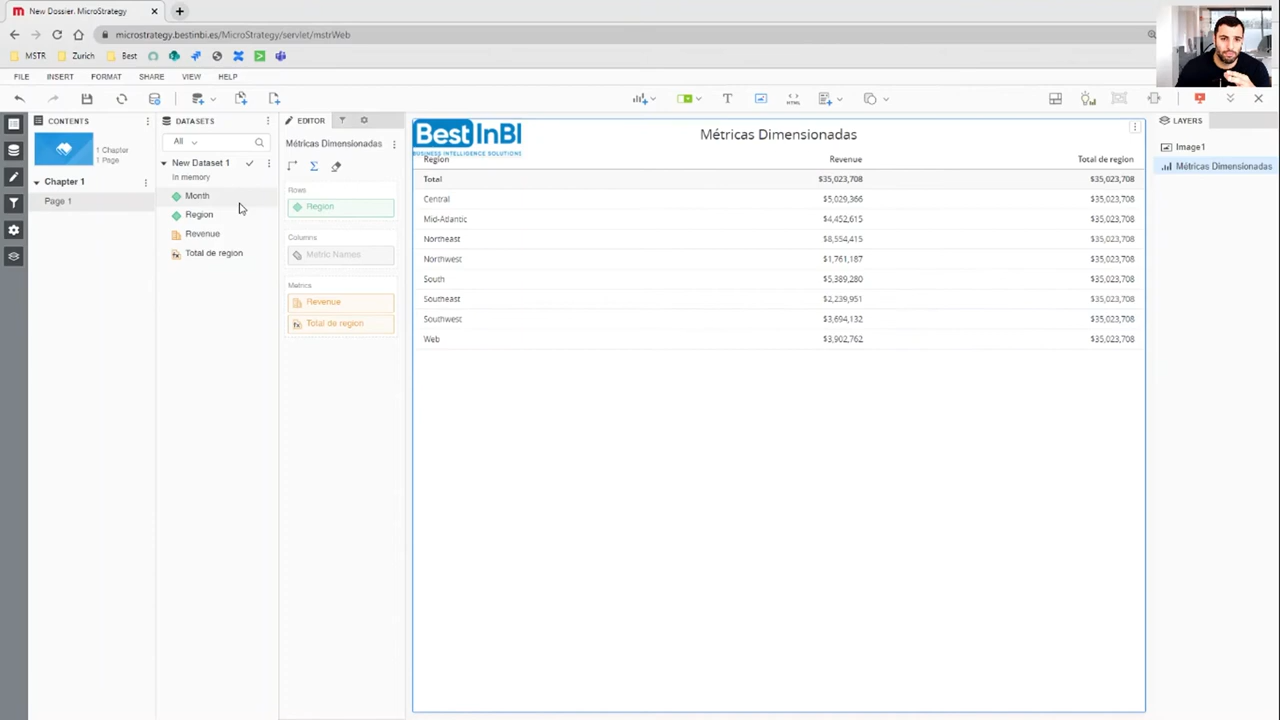 New Dossier. MicroStrategy
microstrategy.bestinbi.es/MicroStrategy/servlet/mstrWeb
MSTR Zurich Best
FILE INSERT FORMAT SHARE VIEW HELP
CONTENTS
1 Chapter
1 Page
Chapter 1
Page 1
DATASETS
All
New Dataset 1
In memory
Month
Region
Revenue
Total de region
EDITOR
Métricas Dimensionadas
Rows
Region
Columns
Metric Names
Metrics
Revenue
Total de region
BestInBI
BUSINESS INTELLIGENCE SOLUTIONS
Métricas Dimensionadas
Region Revenue Total de region
Total $35,023,708 $35,023,708
Central $5,029,366 $35,023,708
Mid-Atlantic $4,452,615 $35,023,708
Northeast $8,554,415 $35,023,708
Northwest $1,761,187 $35,023,708
South $5,389,280 $35,023,708
Southeast $2,239,951 $35,023,708
Southwest $3,694,132 $35,023,708
Web $3,902,762 $35,023,708
LAYERS
Image1
Métricas Dimensionadas